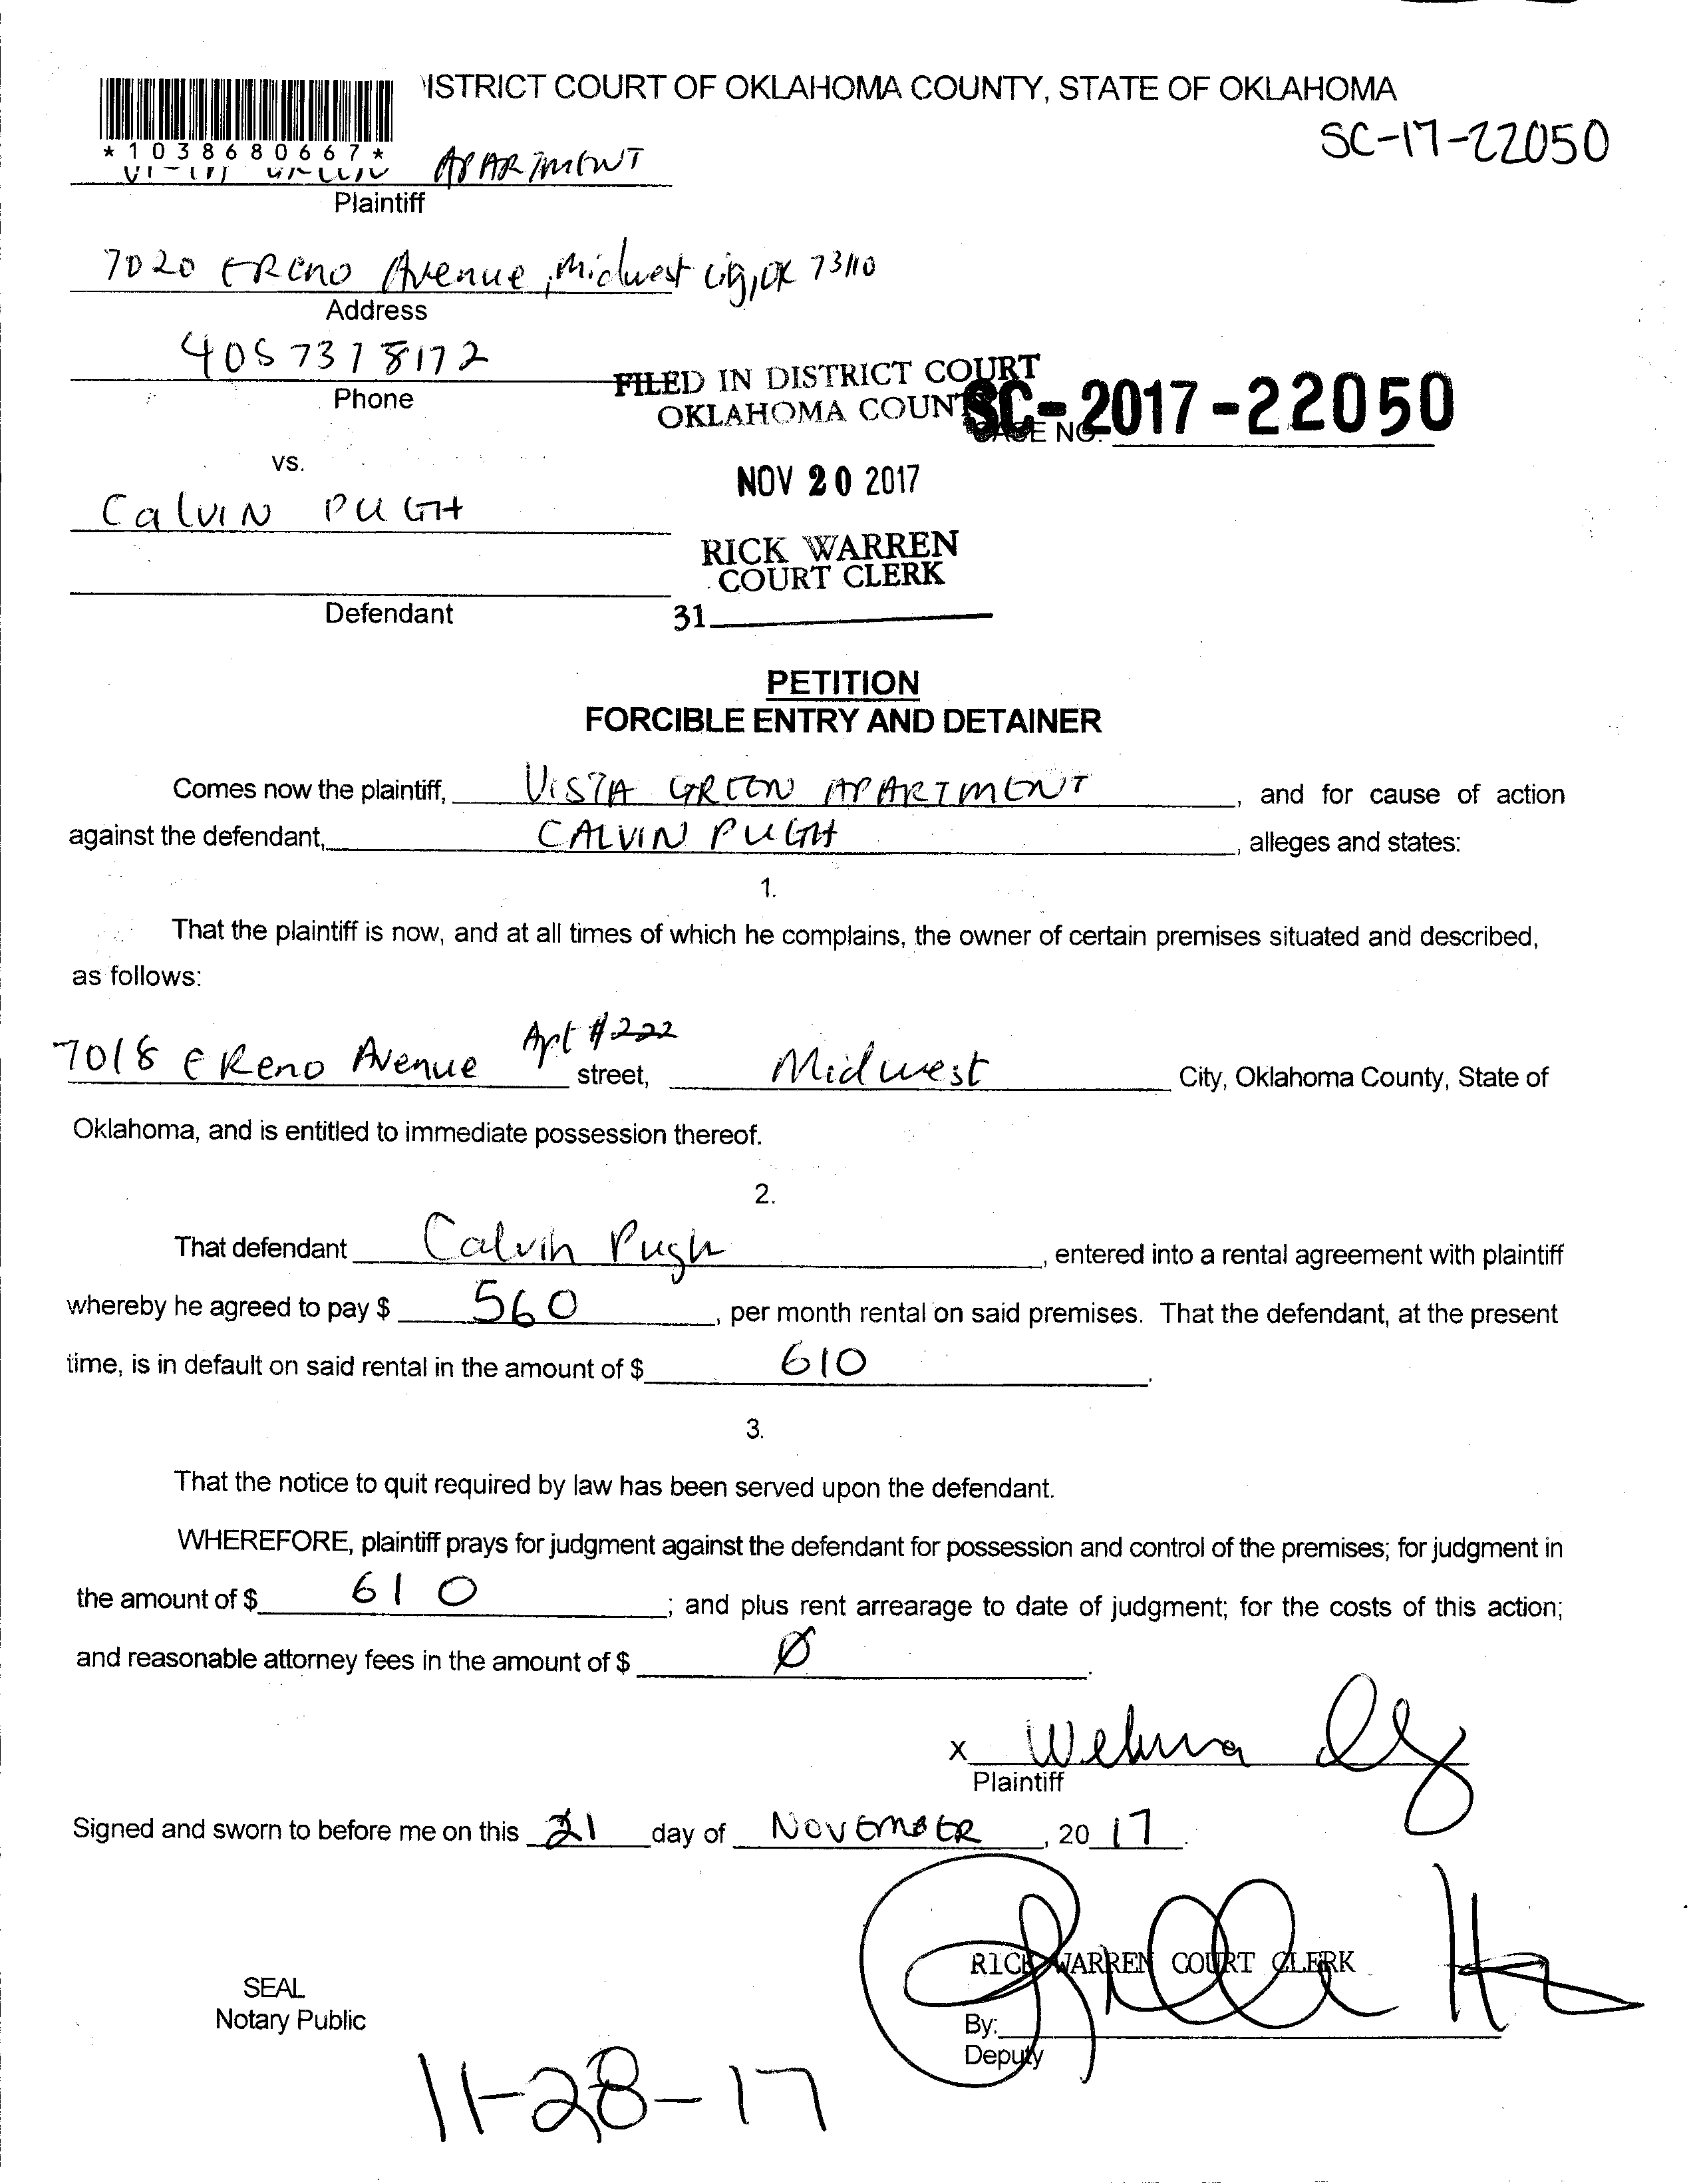 ISTRICT COURT OF OKLAHOMA COUNTY, STATE OF OKLAHOMA
SC-17-22050
*1038680667*
APARTMENT
Plaintiff
7020 E Reno Avenue, Midwest City, OK 73110
Address
405 737 8172
Phone
FILED IN DISTRICT COURT
OKLAHOMA COUN
CASE NO. SC-2017-22050
vs.
NOV 20 2017
Calvin PUGH
RICK WARREN
COURT CLERK
Defendant
31
PETITION
FORCIBLE ENTRY AND DETAINER
Comes now the plaintiff, VISTA GREEN APARTMENT, and for cause of action
against the defendant, CALVIN PUGH, alleges and states:
1.
That the plaintiff is now, and at all times of which he complains, the owner of certain premises situated and described,
as follows:
7018 E Reno Avenue Apt #222 street, Midwest City, Oklahoma County, State of
Oklahoma, and is entitled to immediate possession thereof.
2.
That defendant Calvin Pugh, entered into a rental agreement with plaintiff
whereby he agreed to pay $ 560, per month rental on said premises. That the defendant, at the present
time, is in default on said rental in the amount of $ 610.
3.
That the notice to quit required by law has been served upon the defendant.
WHEREFORE, plaintiff prays for judgment against the defendant for possession and control of the premises; for judgment in
the amount of $ 610; and plus rent arrearage to date of judgment; for the costs of this action;
and reasonable attorney fees in the amount of $ Ø.
X
Plaintiff
Signed and sworn to before me on this 21 day of NOVEMBER, 2017.
RICK WARREN COURT CLERK
SEAL
Notary Public
By:
Deputy
11-28-17